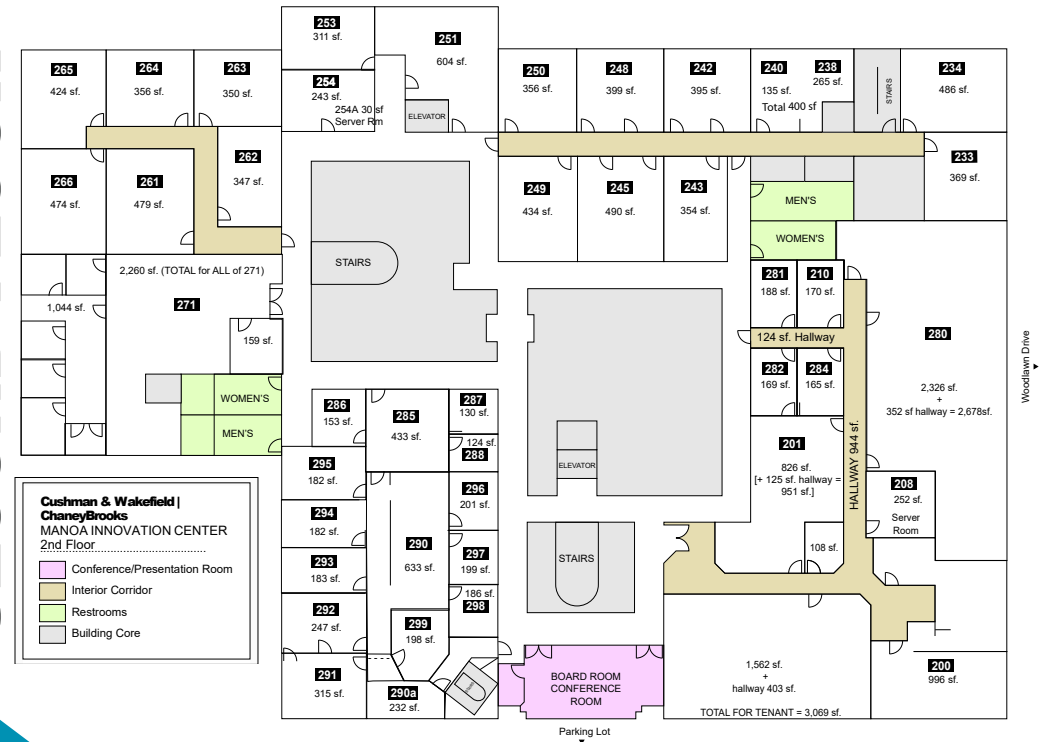 253
311 sf.
251
604 sf.
265
424 sf.
264
356 sf.
263
350 sf.
254
243 sf.
254A 30 sf
Server Rm
ELEVATOR
250
356 sf.
248
399 sf.
242
395 sf.
240
135 sf.
238
265 sf.
Total 400 sf
STAIRS
234
486 sf.
262
347 sf.
233
369 sf.
266
474 sf.
261
479 sf.
249
434 sf.
245
490 sf.
243
354 sf.
MEN'S
WOMEN'S
STAIRS
2,260 sf. (TOTAL for ALL of 271)
271
1,044 sf.
159 sf.
281
188 sf.
210
170 sf.
124 sf. Hallway
280
2,326 sf.
+
352 sf hallway = 2,678sf.
Woodlawn Drive
282
169 sf.
284
165 sf.
WOMEN'S
MEN'S
286
153 sf.
285
433 sf.
287
130 sf.
124 sf.
288
201
826 sf.
[+ 125 sf. hallway =
951 sf.]
HALLWAY 944 sf.
ELEVATOR
295
182 sf.
296
201 sf.
208
252 sf.
Server
Room
294
182 sf.
290
633 sf.
297
199 sf.
STAIRS
108 sf.
293
183 sf.
186 sf.
298
292
247 sf.
299
198 sf.
291
315 sf.
290a
232 sf.
BOARD ROOM
CONFERENCE
ROOM
1,562 sf.
+
hallway 403 sf.
TOTAL FOR TENANT = 3,069 sf.
200
996 sf.
Parking Lot
Cushman & Wakefield |
ChaneyBrooks
MANOA INNOVATION CENTER
2nd Floor
Conference/Presentation Room
Interior Corridor
Restrooms
Building Core